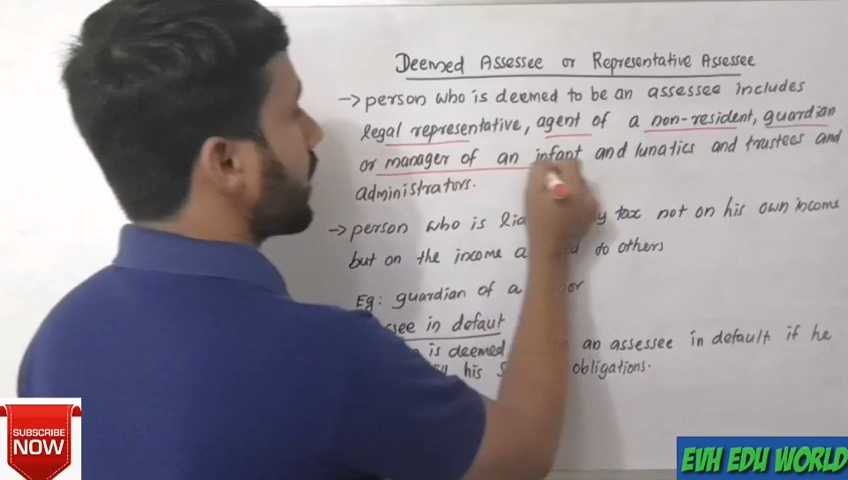 Deemed Assessee or Representative Assessee
→ person who is deemed to be an assessee includes
legal representative, agent of a non-resident, guardian
or manager of an infant and lunatics and trustees and
administrators.
→ person who is tax not on his own income
but on the income to others
Eg: guardian of a
in defaut
is deemed an assessee in default if he
his obligations.
SUBSCRIBE
NOW
EVH EDU WORLD